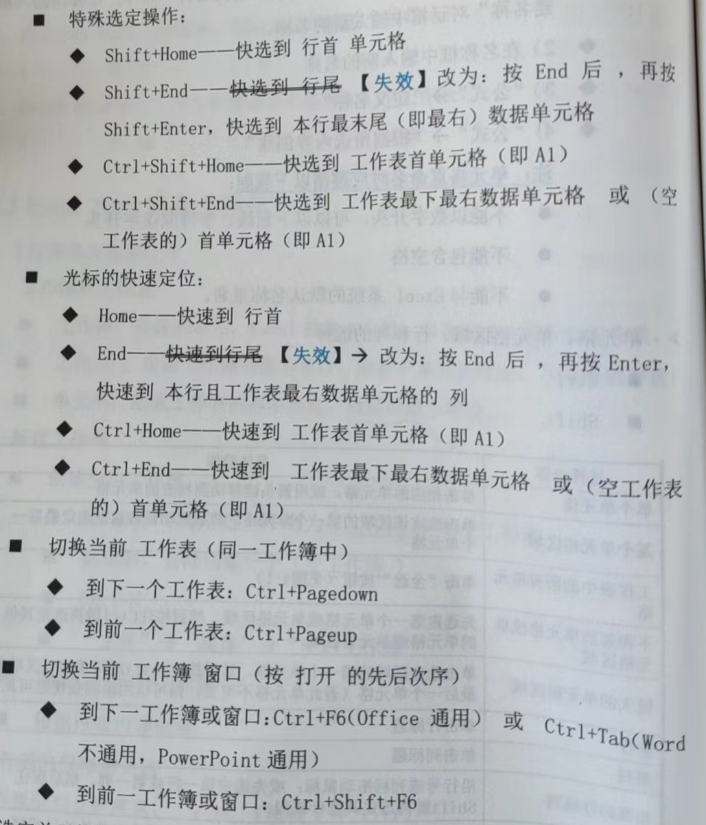 ■ 特殊选定操作：
◆ Shift+Home——快选到 行首 单元格
◆ Shift+End——快选到 行尾 【失效】改为：按 End 后 ，再按
Shift+Enter，快选到 本行最末尾（即最右）数据单元格
◆ Ctrl+Shift+Home——快选到 工作表首单元格（即 A1）
◆ Ctrl+Shift+End——快选到 工作表最下最右数据单元格 或 （空
工作表的）首单元格（即 A1）
■ 光标的快速定位：
◆ Home——快速到 行首
◆ End——快速到行尾 【失效】→ 改为：按 End 后 ，再按 Enter，
快速到 本行且工作表最右数据单元格的 列
◆ Ctrl+Home——快速到 工作表首单元格（即 A1）
◆ Ctrl+End——快速到 工作表最下最右数据单元格 或（空工作表
的）首单元格（即 A1）
■ 切换当前 工作表（同一工作簿中）
◆ 到下一个工作表：Ctrl+Pagedown
◆ 到前一个工作表：Ctrl+Pageup
■ 切换当前 工作簿 窗口（按 打开 的先后次序）
◆ 到下一工作簿或窗口:Ctrl+F6(Office 通用） 或 Ctrl+Tab(Word
不通用，PowerPoint 通用）
◆ 到前一工作簿或窗口：Ctrl+Shift+F6